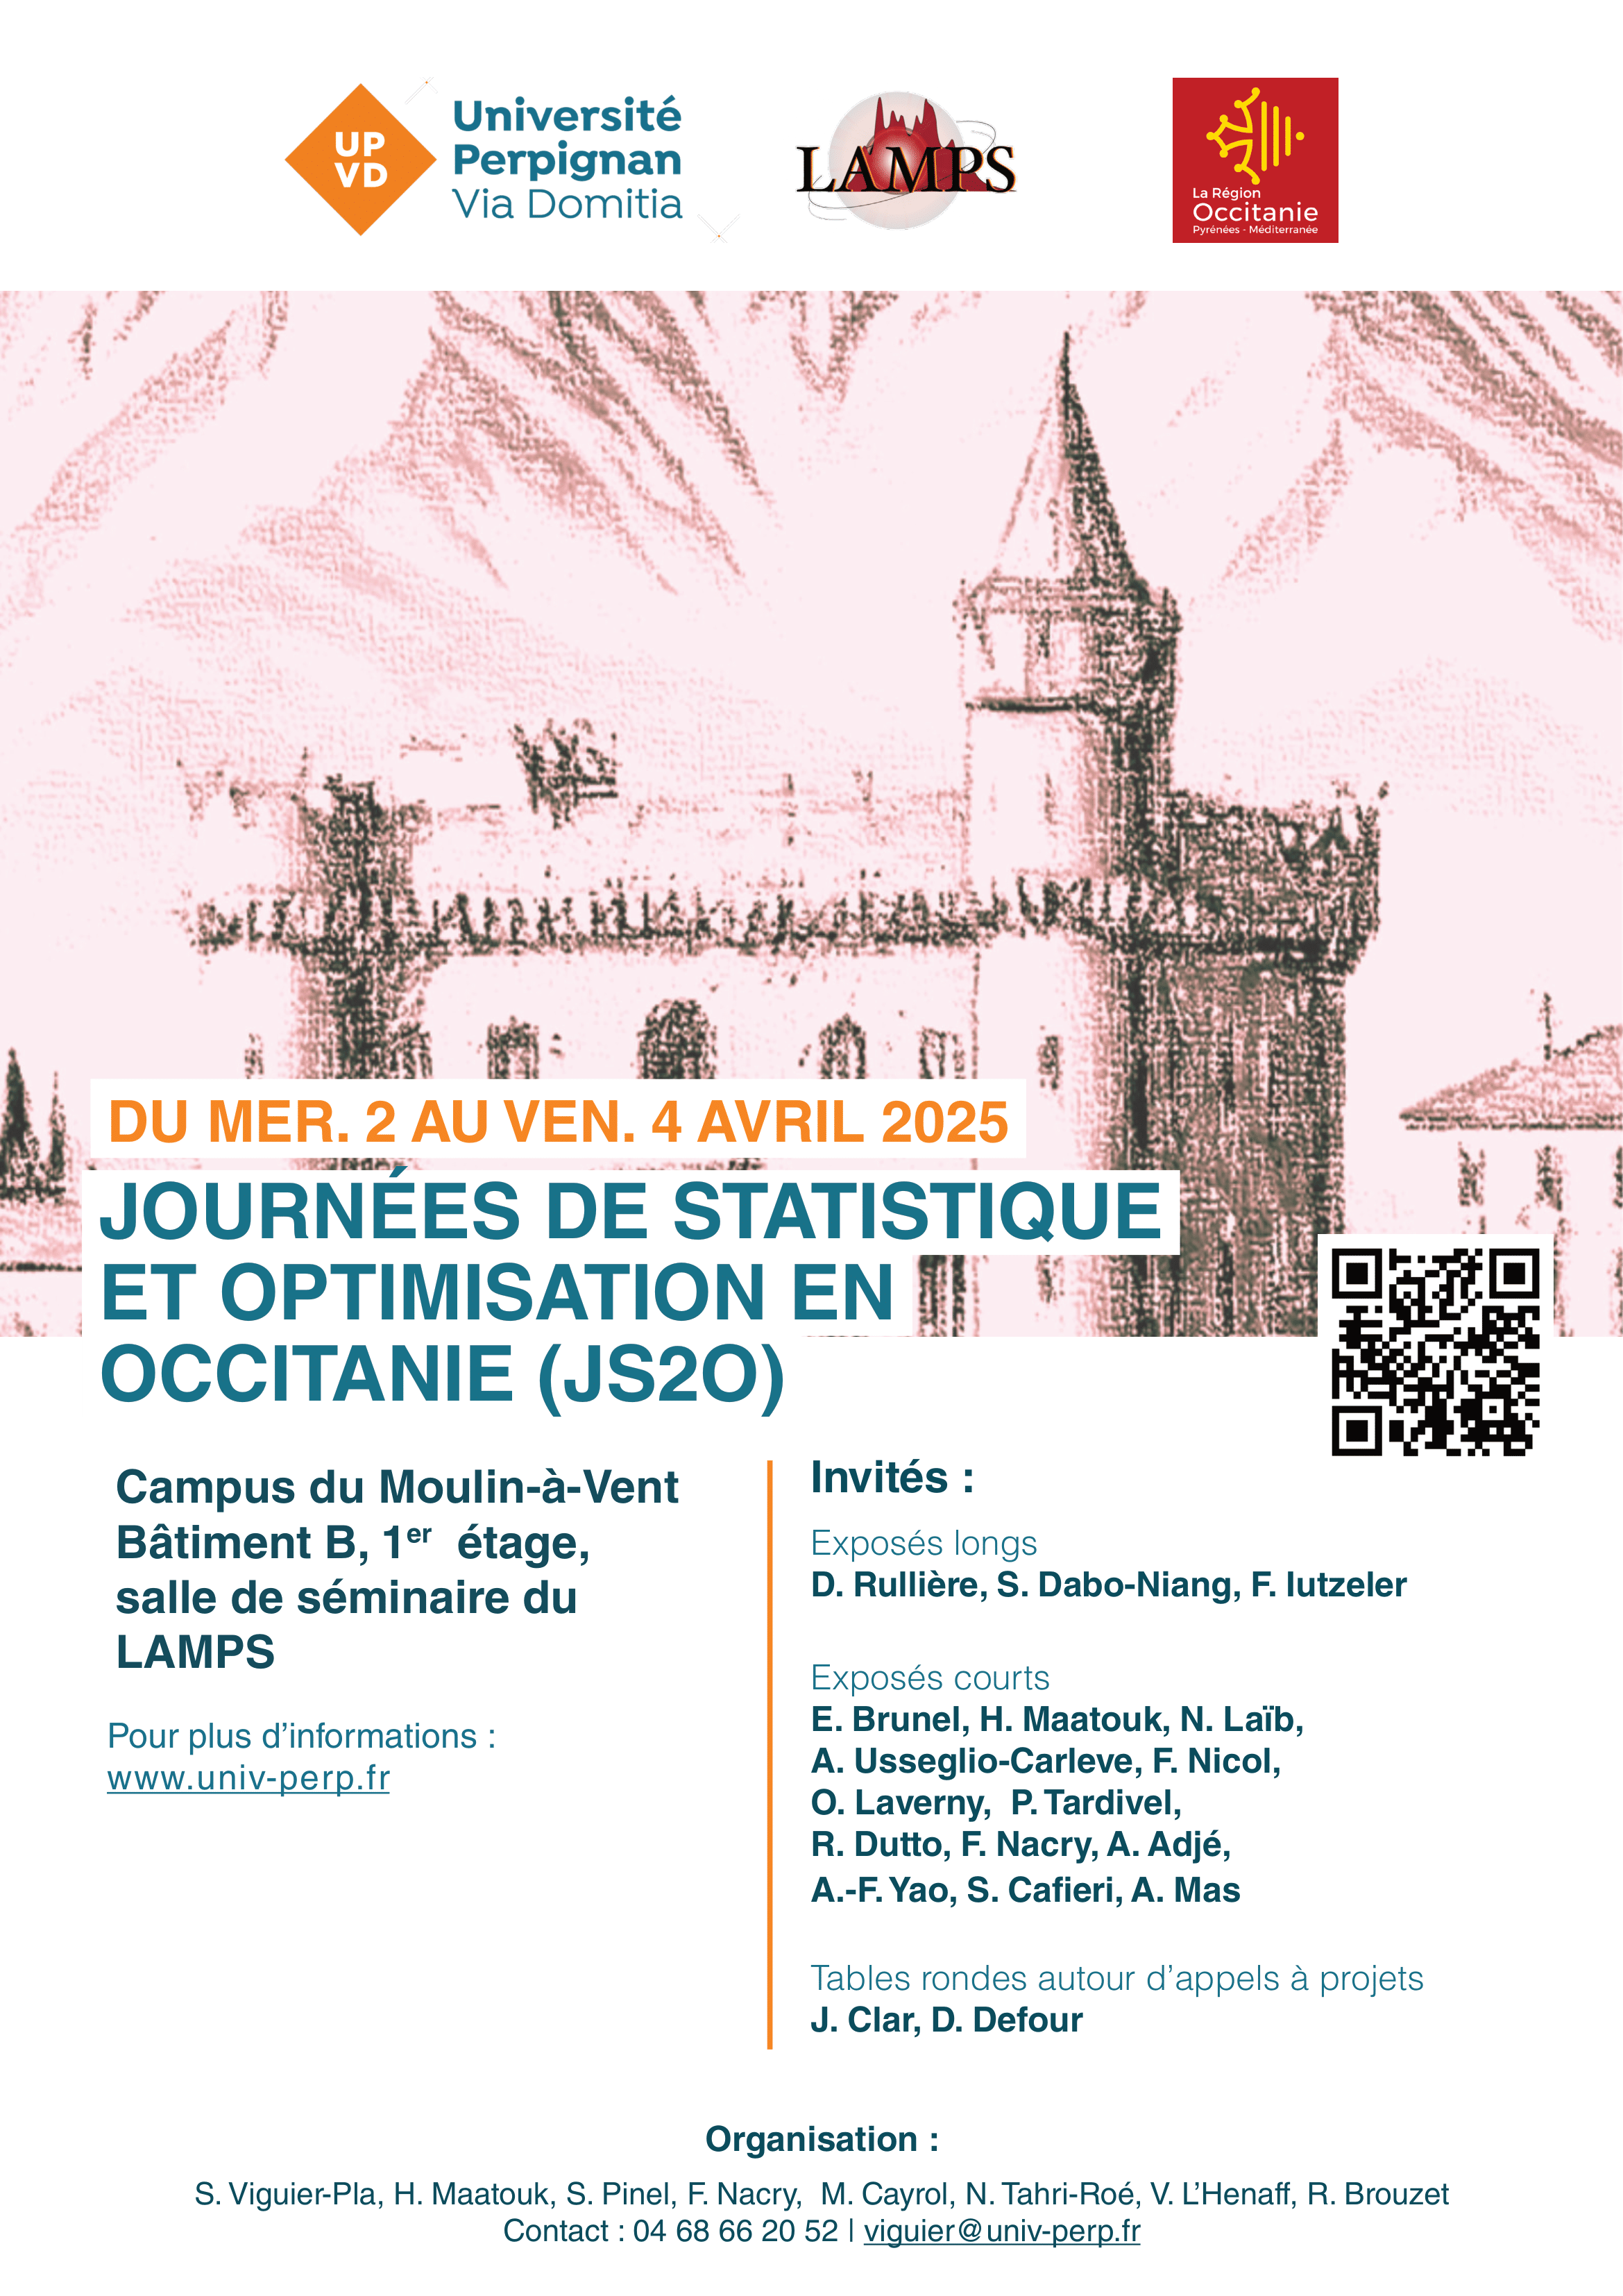 UP
VD
Université
Perpignan
Via Domitia
LAMPS
La Région
Occitanie
Pyrénées - Méditerranée
DU MER. 2 AU VEN. 4 AVRIL 2025
JOURNÉES DE STATISTIQUE
ET OPTIMISATION EN
OCCITANIE (JS2O)
Campus du Moulin-à-Vent
Bâtiment B, 1er étage,
salle de séminaire du
LAMPS
Pour plus d’informations :
www.univ-perp.fr
Invités :
Exposés longs
D. Rullière, S. Dabo-Niang, F. Iutzeler
Exposés courts
E. Brunel, H. Maatouk, N. Laïb,
A. Usseglio-Carleve, F. Nicol,
O. Laverny, P. Tardivel,
R. Dutto, F. Nacry, A. Adjé,
A.-F. Yao, S. Cafieri, A. Mas
Tables rondes autour d’appels à projets
J. Clar, D. Defour
Organisation :
S. Viguier-Pla, H. Maatouk, S. Pinel, F. Nacry, M. Cayrol, N. Tahri-Roé, V. L’Henaff, R. Brouzet
Contact : 04 68 66 20 52 | viguier@univ-perp.fr